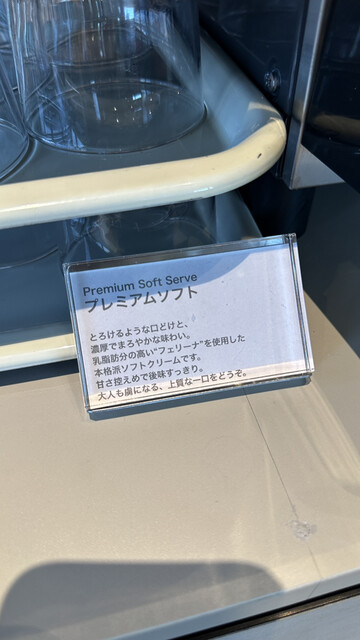 Premium Soft Serve
プレミアムソフト
とろけるような口どけと、
濃厚でまろやかな味わい。
乳脂肪分の高い"フェリーナ"を使用した
本格派ソフトクリームです。
甘さ控えめで後味すっきり。
大人も虜になる、上質な一口をどうぞ。